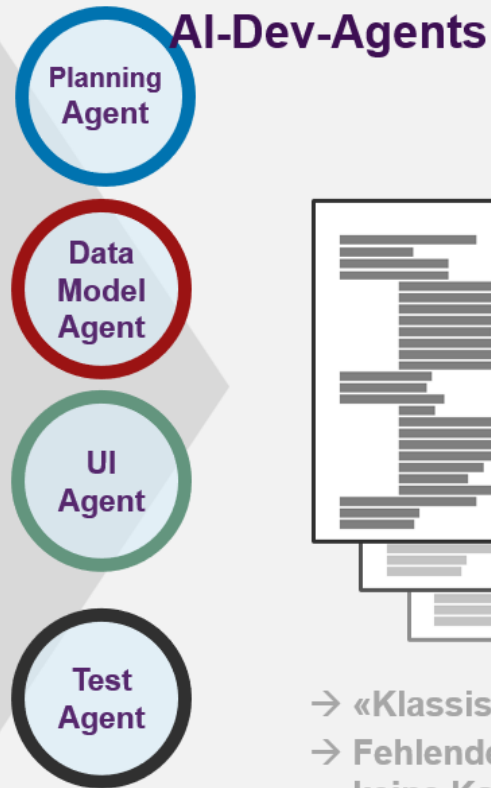 AI-Dev-Agents
Planning
Agent
Data
Model
Agent
UI
Agent
Test
Agent
→ «Klassis
→ Fehlende